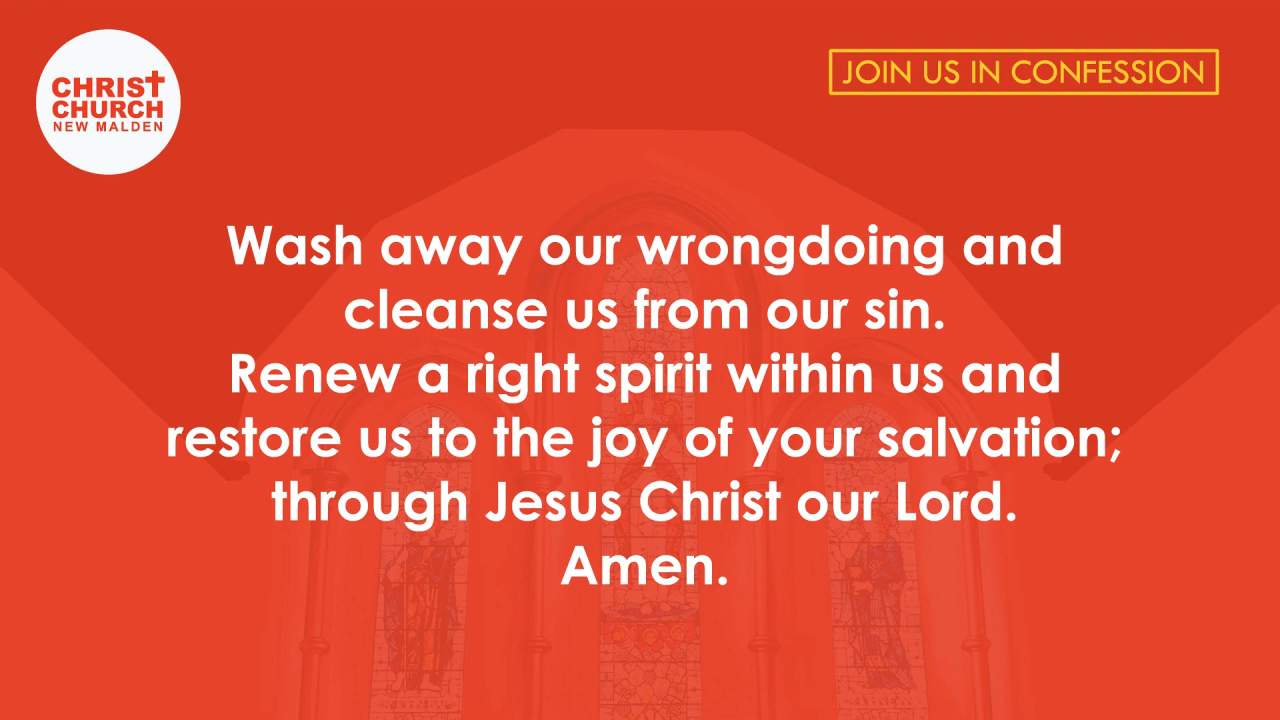 CHRIST
CHURCH
NEW MALDEN
JOIN US IN CONFESSION
Wash away our wrongdoing and
cleanse us from our sin.
Renew a right spirit within us and
restore us to the joy of your salvation;
through Jesus Christ our Lord.
Amen.